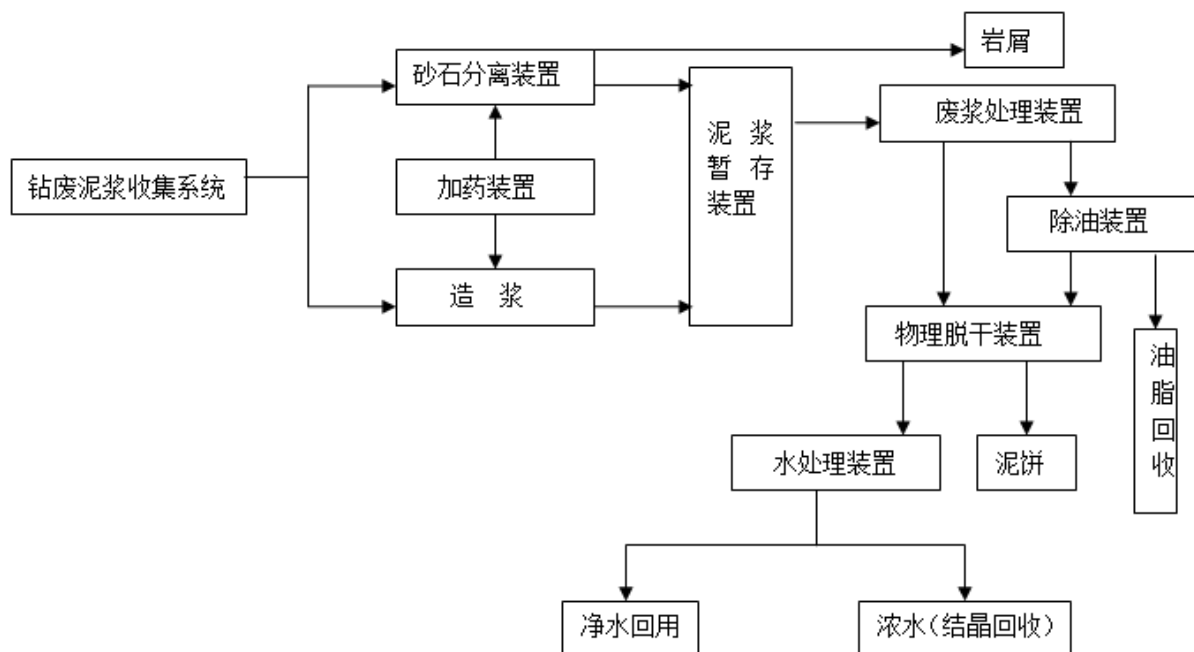 岩屑
砂石分离装置
废浆处理装置
泥 浆
暂 存
装置
钻废泥浆收集系统
加药装置
除油装置
造 浆
物理脱干装置
油
脂
回
收
水处理装置
泥饼
净水回用
浓水(结晶回收)